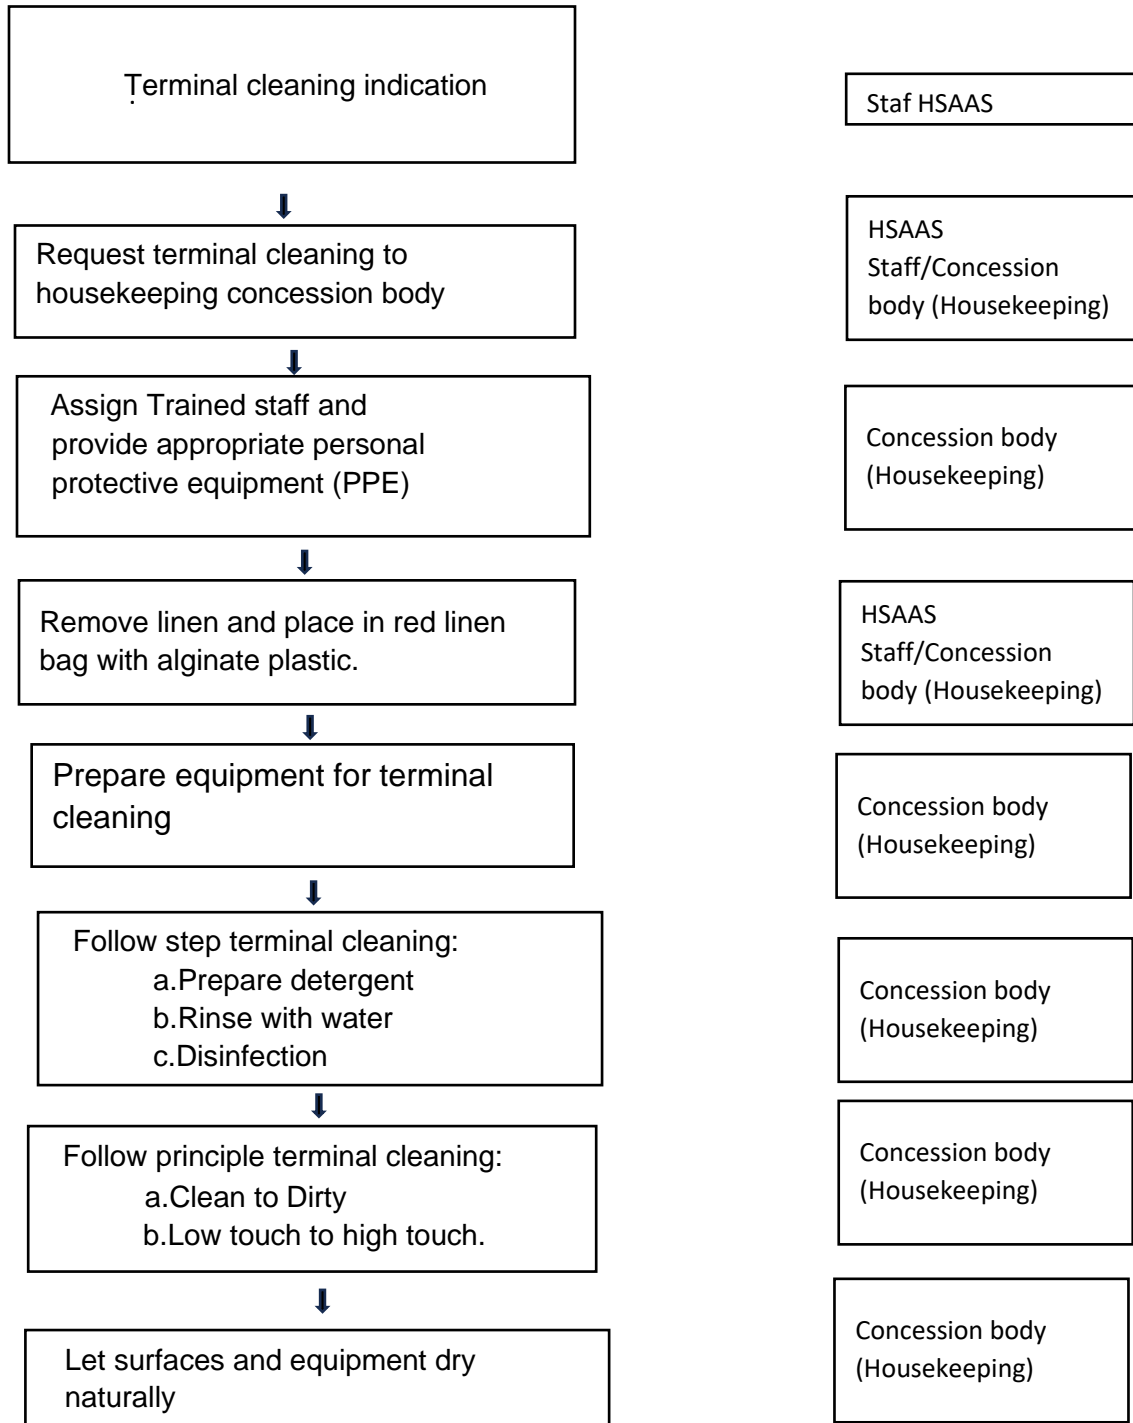 Terminal cleaning indication
.
Staf HSAAS
Request terminal cleaning to
housekeeping concession body
HSAAS
Staff/Concession
body (Housekeeping)
Assign Trained staff and
provide appropriate personal
protective equipment (PPE)
Concession body
(Housekeeping)
Remove linen and place in red linen
bag with alginate plastic.
HSAAS
Staff/Concession
body (Housekeeping)
Prepare equipment for terminal
cleaning
Concession body
(Housekeeping)
Follow step terminal cleaning:
a.Prepare detergent
b.Rinse with water
c.Disinfection
Concession body
(Housekeeping)
Follow principle terminal cleaning:
a.Clean to Dirty
b.Low touch to high touch.
Concession body
(Housekeeping)
Let surfaces and equipment dry
naturally
Concession body
(Housekeeping)